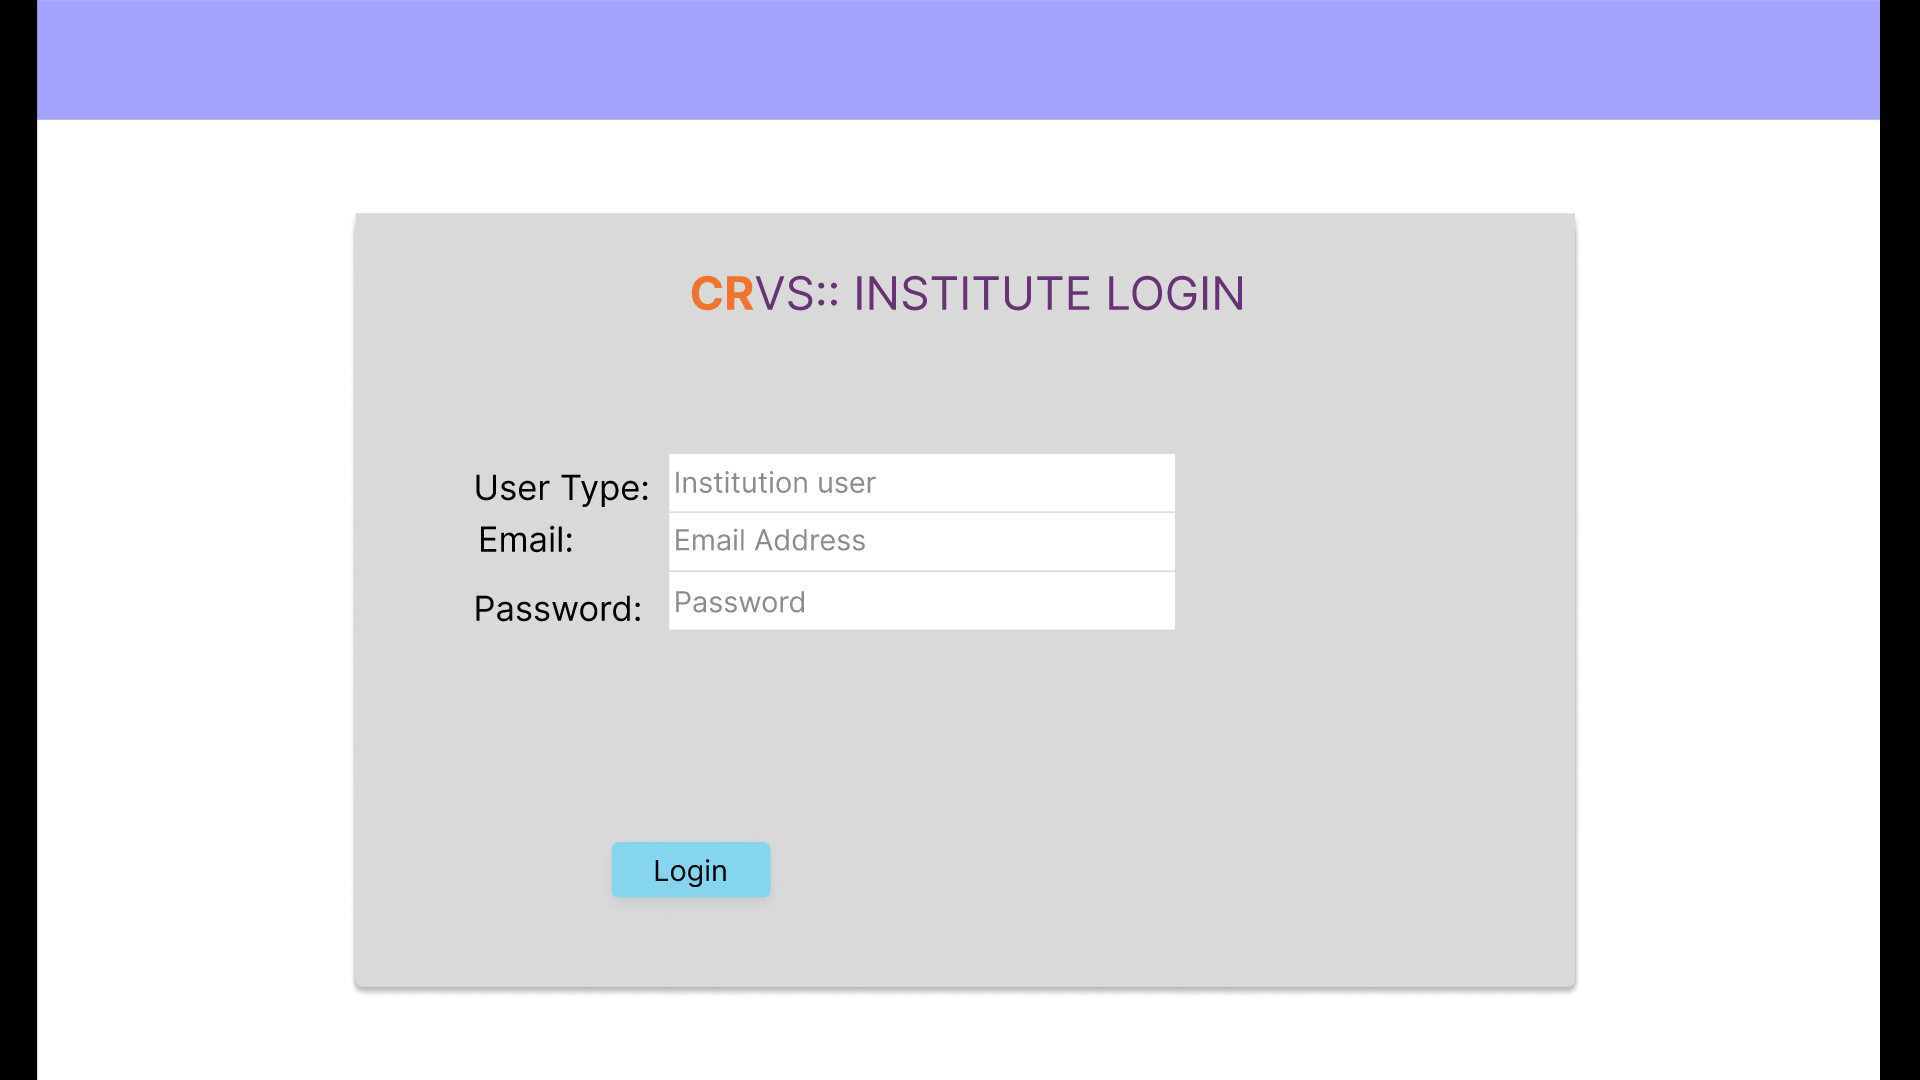 CRVS:: INSTITUTE LOGIN
User Type: Institution user
Email: Email Address
Password: Password
Login